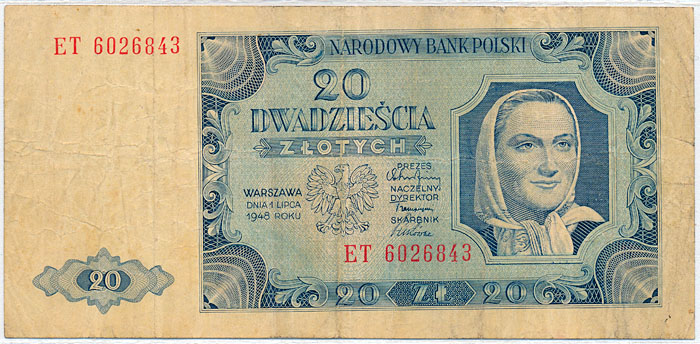 ET 6026843
NARODOWY BANK POLSKI
20
DWADZIEŚCIA
ZŁOTYCH
WARSZAWA
DNIA 1 LIPCA
1948 ROKU
PREZES
NACZELNY
DYREKTOR
SKARBNIK
ET 6026843
20
20 ZŁ 20